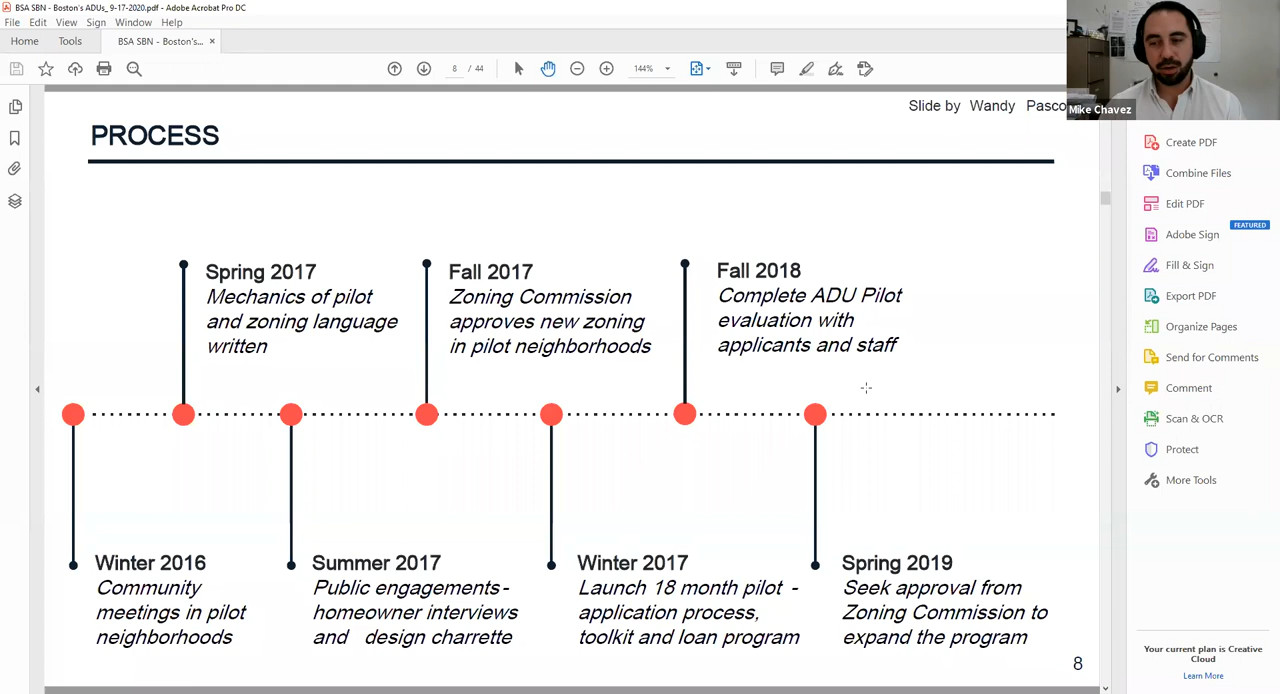 BSA SBN - Boston's ADUs_ 9-17-2020.pdf - Adobe Acrobat Pro DC
File Edit View Sign Window Help
Home Tools BSA SBN - Boston's... ×
8 / 44 144%
Mike Chavez
Slide by Wandy Pasco
PROCESS
Spring 2017
Mechanics of pilot
and zoning language
written
Fall 2017
Zoning Commission
approves new zoning
in pilot neighborhoods
Fall 2018
Complete ADU Pilot
evaluation with
applicants and staff
Winter 2016
Community
meetings in pilot
neighborhoods
Summer 2017
Public engagements-
homeowner interviews
and design charrette
Winter 2017
Launch 18 month pilot -
application process,
toolkit and loan program
Spring 2019
Seek approval from
Zoning Commission to
expand the program
8
Create PDF
Combine Files
Edit PDF
FEATURED
Adobe Sign
Fill & Sign
Export PDF
Organize Pages
Send for Comments
Comment
Scan & OCR
Protect
More Tools
Your current plan is Creative
Cloud
Learn More